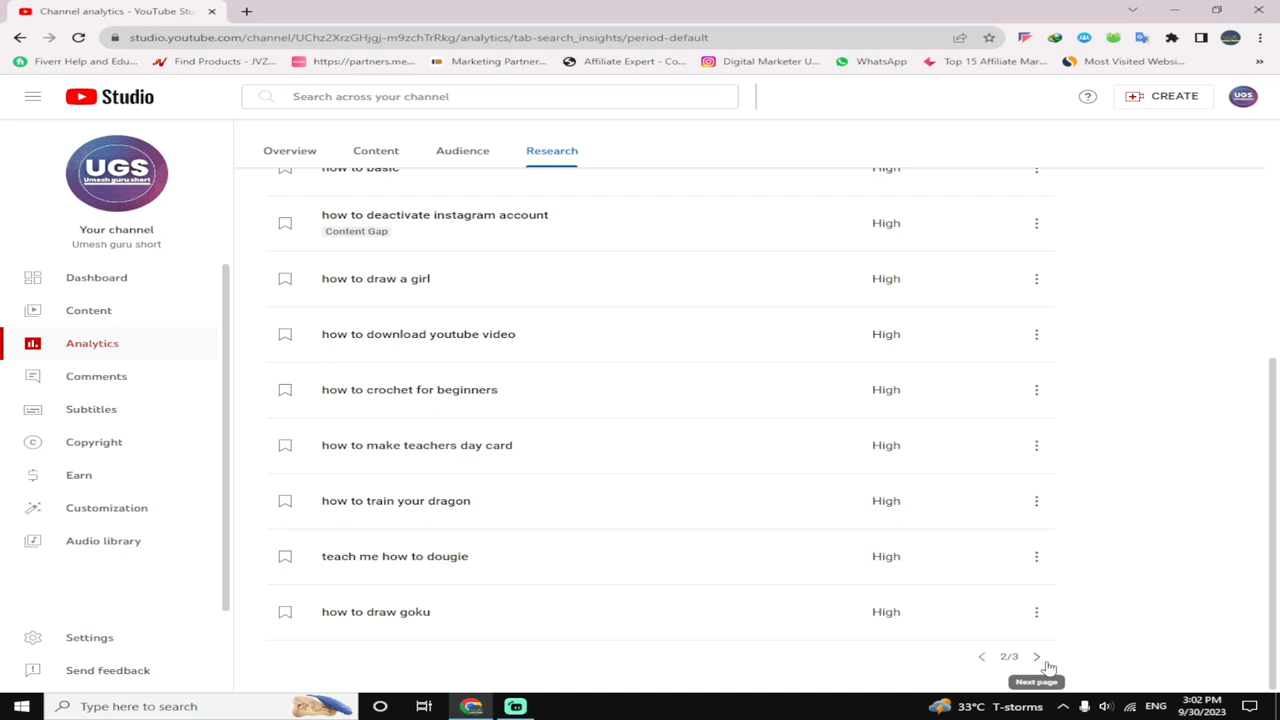 Channel analytics - YouTube Stu
studio.youtube.com/channel/UChz2XrzGHjgj-m9zchTrRkg/analytics/tab-search_insights/period-default
Fiverr Help and Edu...
Find Products - JVZ...
https://partners.me...
Marketing Partner...
Affiliate Expert - Co...
Digital Marketer U...
WhatsApp
Top 15 Affiliate Mar...
Most Visited Websi...
Studio
Search across your channel
CREATE
UGS
UGS
Umesh guru short
Your channel
Umesh guru short
Dashboard
Content
Analytics
Comments
Subtitles
Copyright
Earn
Customization
Audio library
Settings
Send feedback
Overview
Content
Audience
Research
how to basic
High
how to deactivate instagram account
Content Gap
High
how to draw a girl
High
how to download youtube video
High
how to crochet for beginners
High
how to make teachers day card
High
how to train your dragon
High
teach me how to dougie
High
how to draw goku
High
2/3
Next page
Type here to search
33°C T-storms
ENG
3:02 PM
9/30/2023